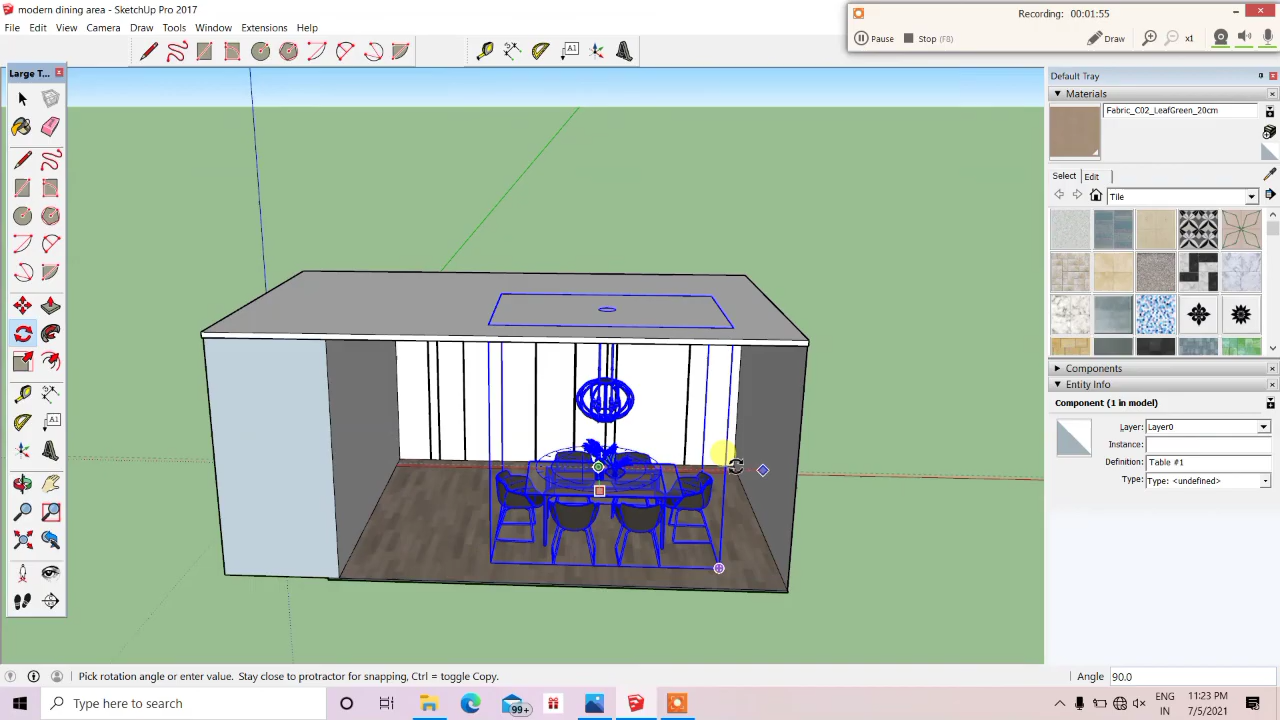 modern dining area - SketchUp Pro 2017
Recording: 00:01:55
File Edit View Camera Draw Tools Window Extensions Help
Pause Stop (F8) Draw x1
Large T...
Default Tray
Materials
Fabric_C02_LeafGreen_20cm
Select Edit
Tile
Components
Entity Info
Component (1 in model)
Layer: Layer0
Instance:
Definition: Table #1
Type: Type: <undefined>
Pick rotation angle or enter value. Stay close to protractor for snapping, Ctrl = toggle Copy.
Angle 90.0
Type here to search
99+
ENG
IN
11:23 PM
7/5/2021